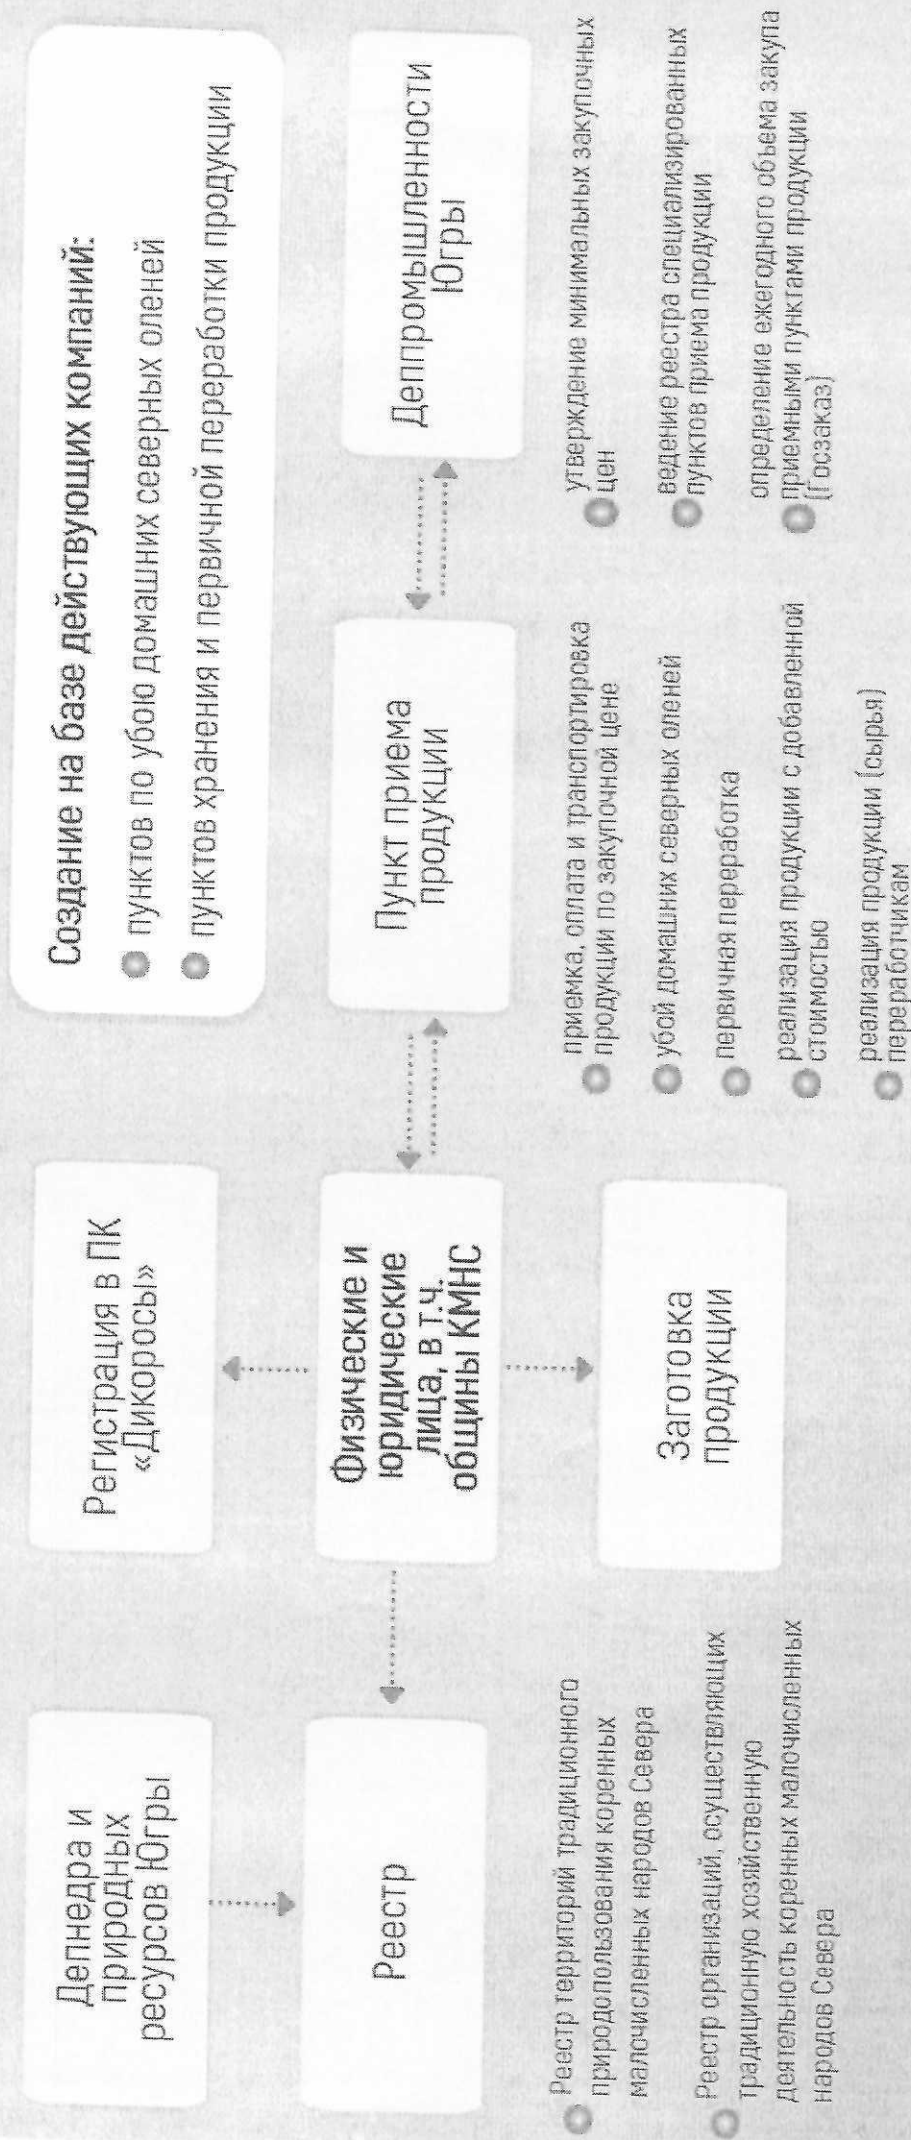 Депнедра и
природных
ресурсов Югры
Регистрация в ПК
«Дикоросы»
Создание на базе действующих компаний:
пунктов по убою домашних северных оленей
пунктов хранения и первичной переработки продукции
Реестр
Физические и
юридические
лица, в т.ч.
общины КМНС
Пункт приема
продукции
Деппромышленности
Югры
Реестр территорий традиционного
природопользования коренных
малочисленных народов Севера
Реестр организаций, осуществляющих
традиционную хозяйственную
деятельность коренных малочисленных
народов Севера
Заготовка
продукции
приемка, оплата и транспортировка
продукции по закупочной цене
убой домашних северных оленей
первичная переработка
реализация продукции с добавленной
стоимостью
реализация продукции (сырья)
переработчикам
утверждение минимальных закупочных
цен
ведение реестра специализированных
пунктов приема продукции
определение ежегодного объема закупа
приемными пунктами продукции
(Госзаказ)